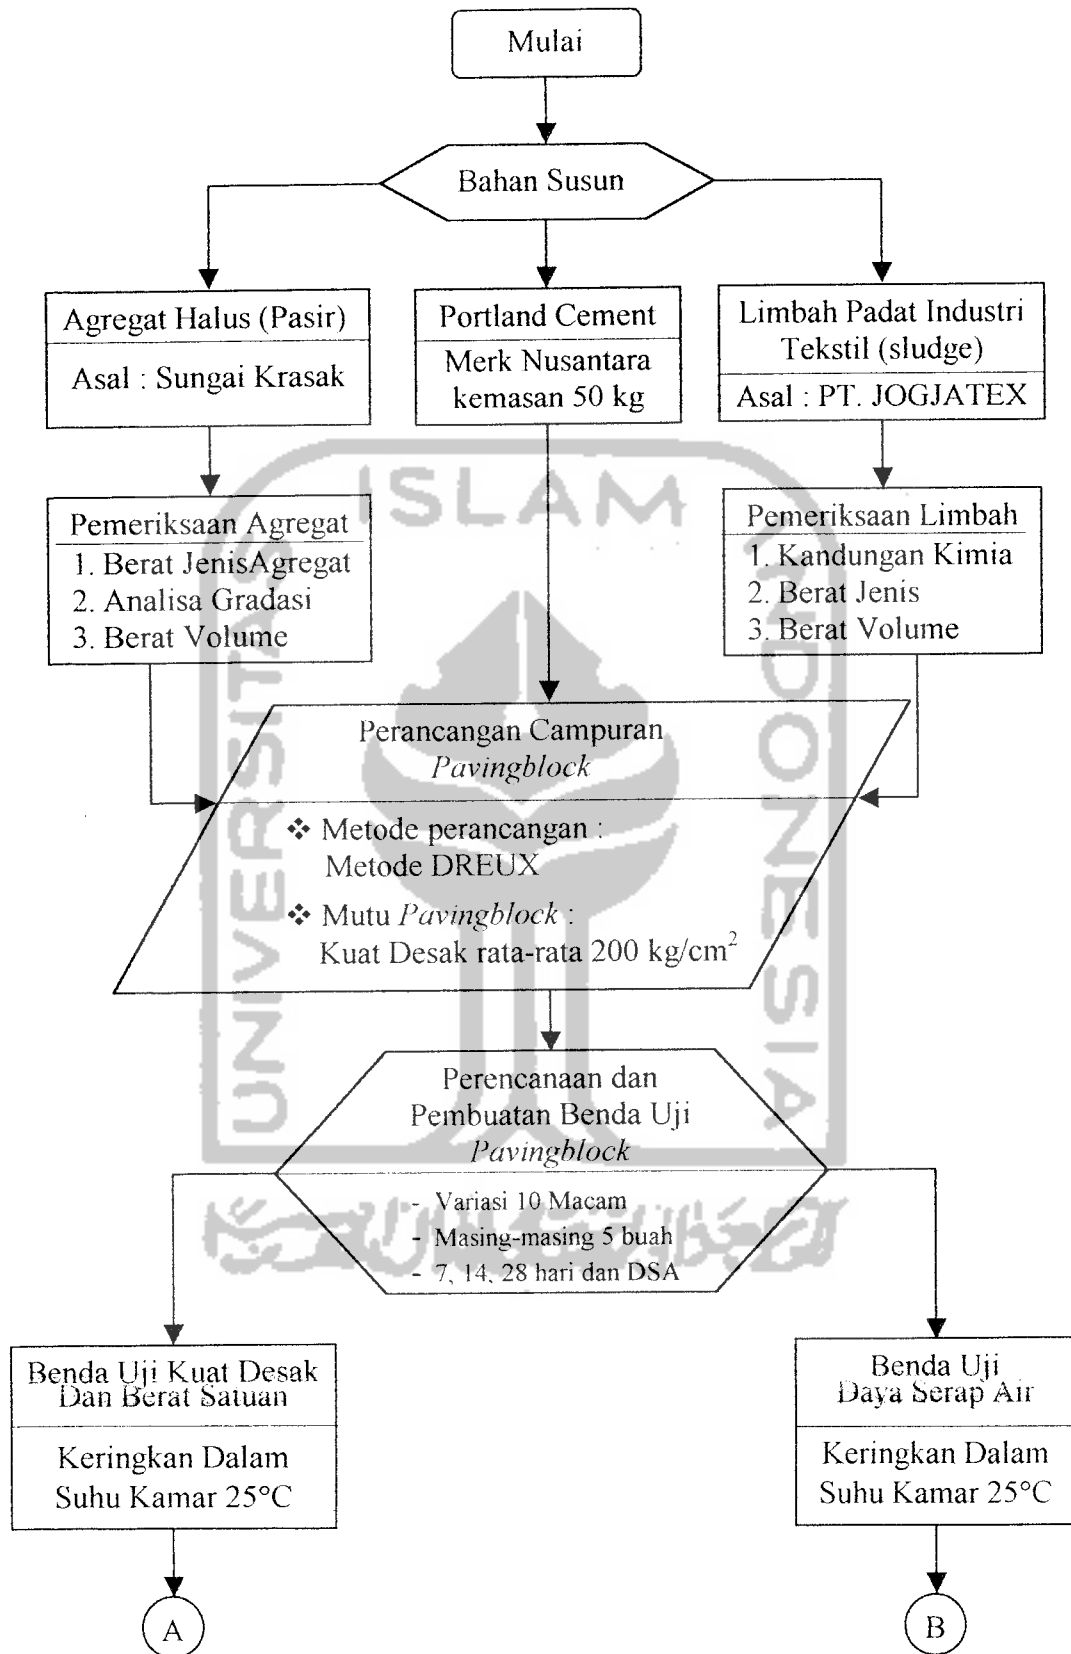 Mulai
Bahan Susun
Agregat Halus (Pasir)
Asal : Sungai Krasak
Portland Cement
Merk Nusantara
kemasan 50 kg
Limbah Padat Industri
Tekstil (sludge)
Asal : PT. JOGJATEX
Pemeriksaan Agregat
1. Berat JenisAgregat
2. Analisa Gradasi
3. Berat Volume
Pemeriksaan Limbah
1. Kandungan Kimia
2. Berat Jenis
3. Berat Volume
Perancangan Campuran
Pavingblock
❖ Metode perancangan :
Metode DREUX
❖ Mutu Pavingblock :
Kuat Desak rata-rata 200 kg/cm²
Perencanaan dan
Pembuatan Benda Uji
Pavingblock
- Variasi 10 Macam
- Masing-masing 5 buah
- 7, 14, 28 hari dan DSA
Benda Uji Kuat Desak
Dan Berat Satuan
Keringkan Dalam
Suhu Kamar 25°C
Benda Uji
Daya Serap Air
Keringkan Dalam
Suhu Kamar 25°C
A
B
UNIVERSITAS
ISLAM
INDONESIA